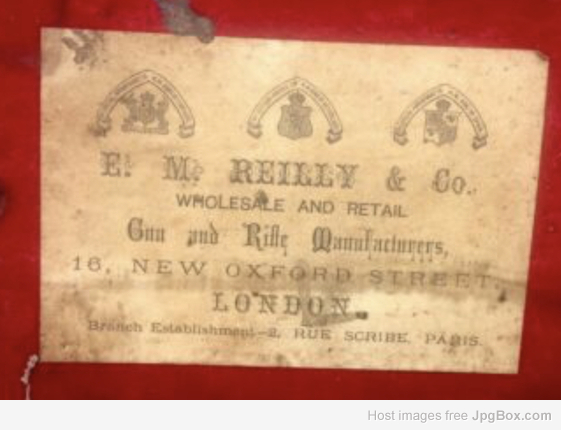 E. M. REILLY & Co.
WHOLESALE AND RETAIL
Gun and Rifle Manufacturers,
16, NEW OXFORD STREET,
LONDON.
Branch Establishment—2, RUE SCRIBE, PARIS.
Host images free JpgBox.com